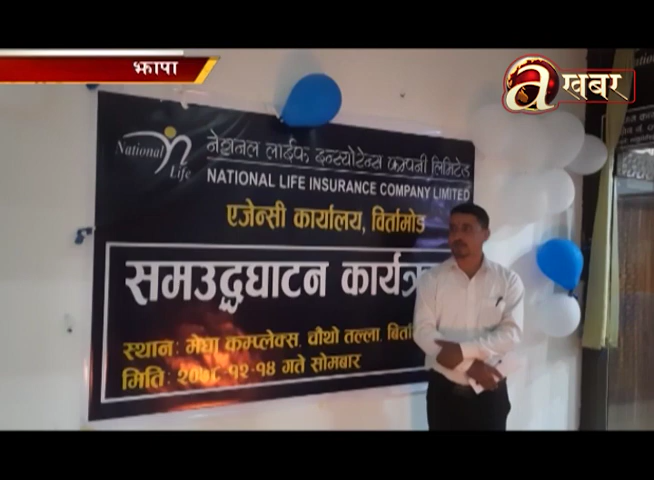 झापा
a खबर
National Life
नेशनल लाईफ इन्स्योरेन्स कम्पनी लिमिटेड
NATIONAL LIFE INSURANCE COMPANY LIMITED
एजेन्सी कार्यालय, विर्तामोड
समउद्घाटन कार्यक्र
स्थान: मेघा कम्प्लेक्स, चौथो तल्ला, बिर्ता
मिति: २०७८-१२-१४ गते सोमबार